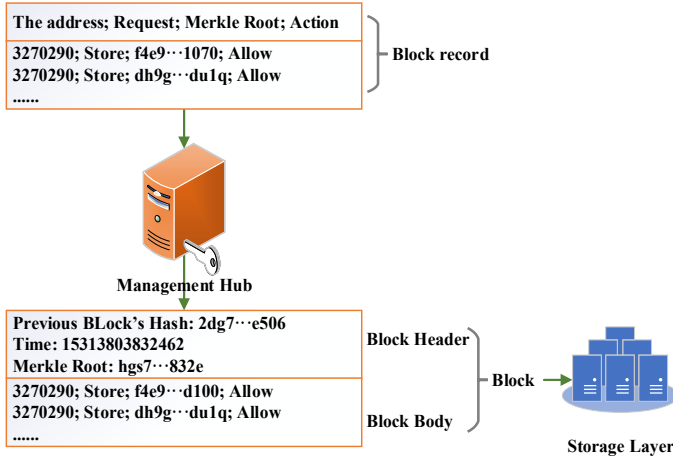 The address; Request; Merkle Root; Action
3270290; Store; f4e9···1070; Allow
3270290; Store; dh9g···du1q; Allow
......
Block record
Management Hub
Previous BLock’s Hash: 2dg7···e506
Time: 15313803832462
Merkle Root: hgs7···832e
3270290; Store; f4e9···d100; Allow
3270290; Store; dh9g···du1q; Allow
......
Block Header
Block Body
Block
Storage Layer